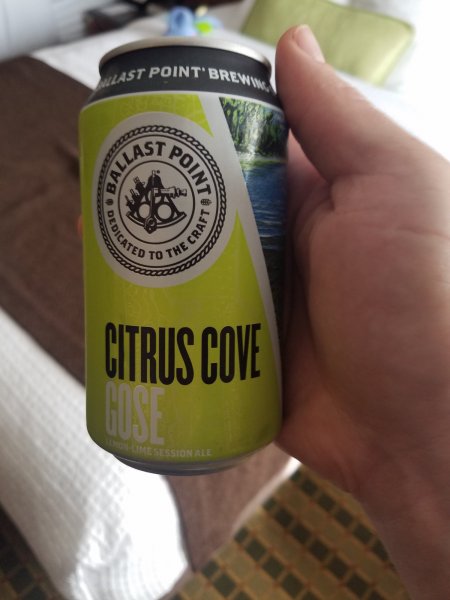 BALLAST POINT BREWING
BALLAST POINT
DEDICATED TO THE CRAFT
CITRUS COVE
GOSE
LEMON-LIME SESSION ALE